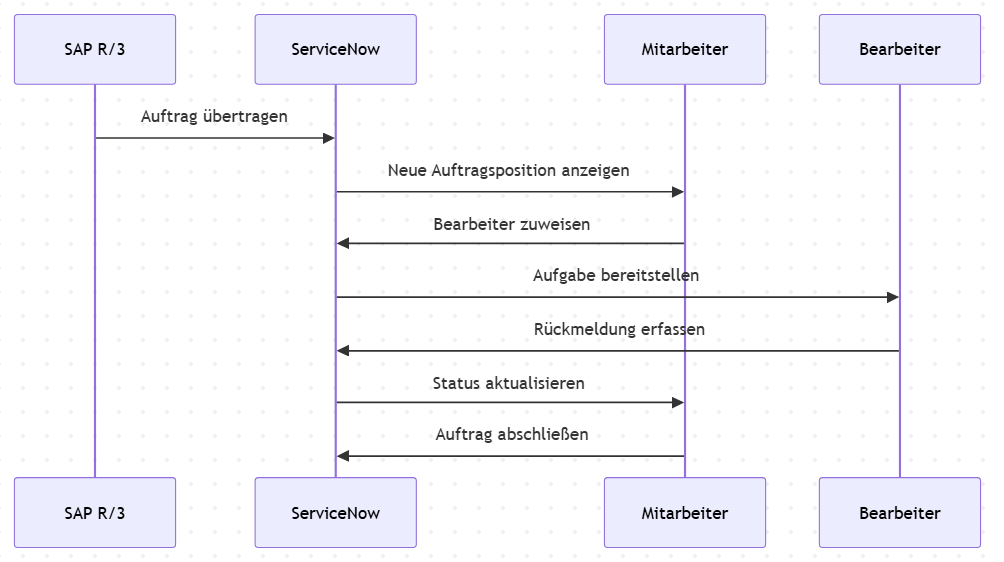 SAP R/3
ServiceNow
Mitarbeiter
Bearbeiter
Auftrag übertragen
Neue Auftragsposition anzeigen
Bearbeiter zuweisen
Aufgabe bereitstellen
Rückmeldung erfassen
Status aktualisieren
Auftrag abschließen
SAP R/3
ServiceNow
Mitarbeiter
Bearbeiter